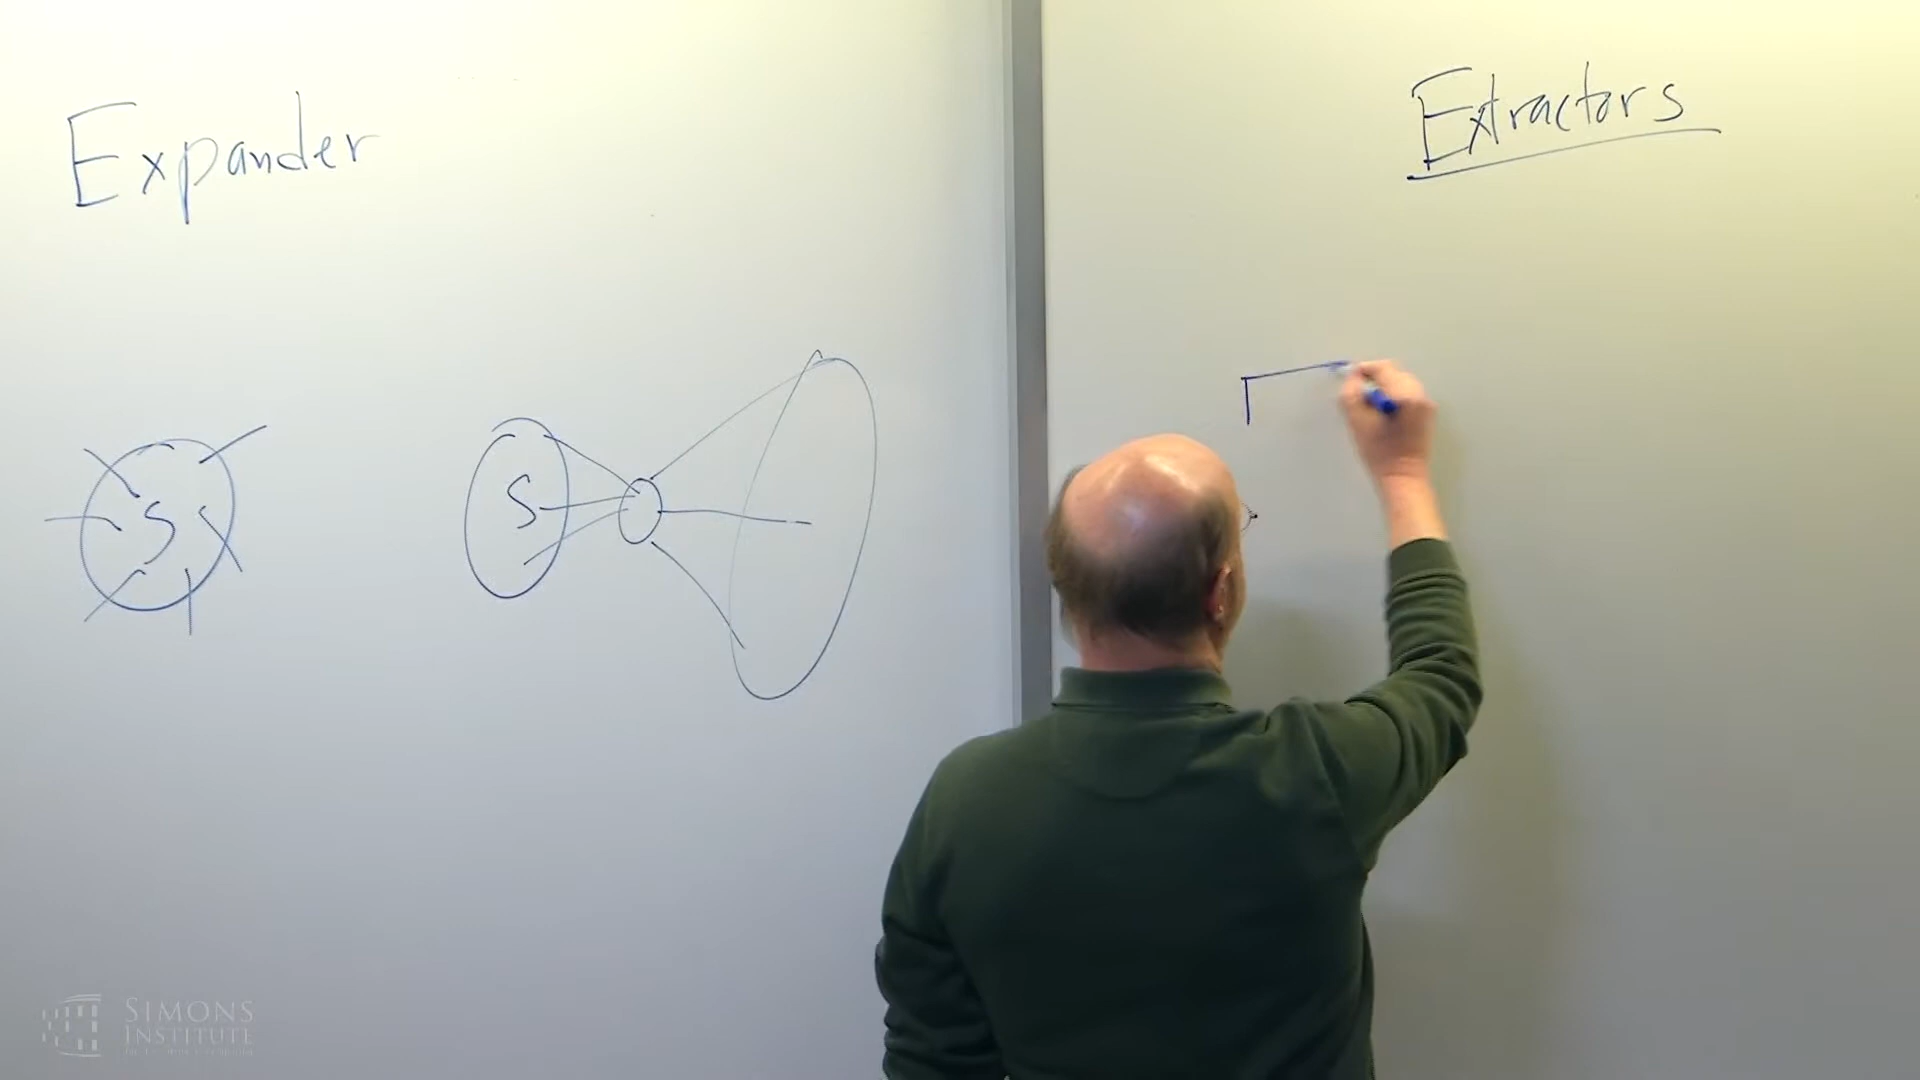 Expander
Extractors
S
S
SIMONS
INSTITUTE